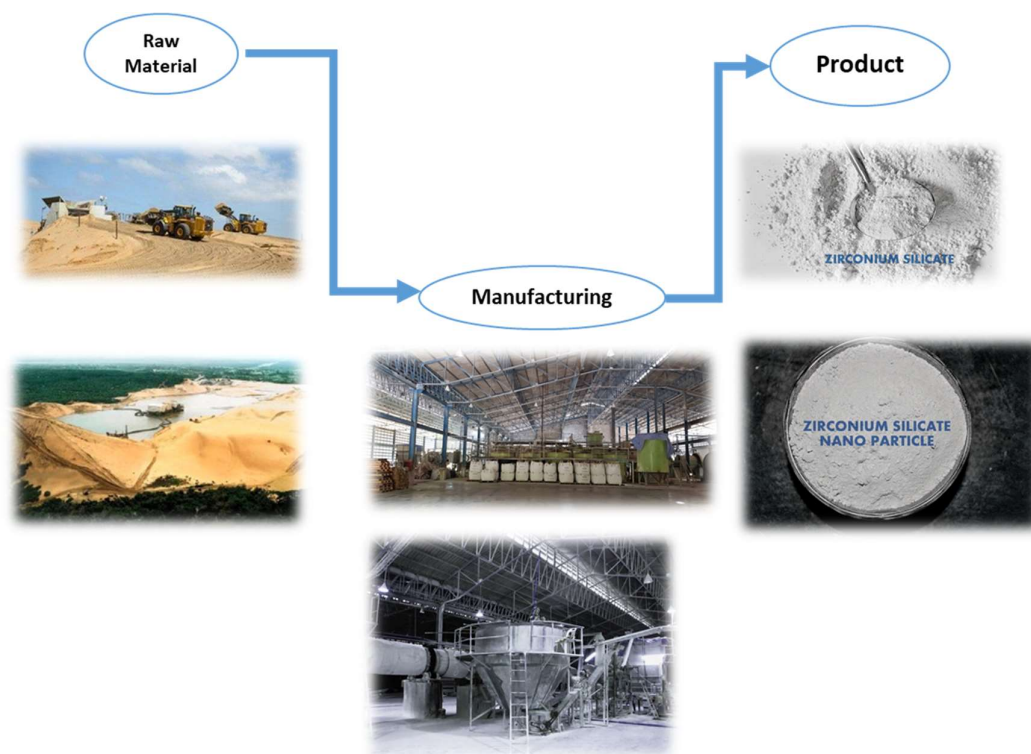 Raw
Material
Product
Manufacturing
ZIRCONIUM SILICATE
ZIRCONIUM SILICATE
NANO PARTICLE